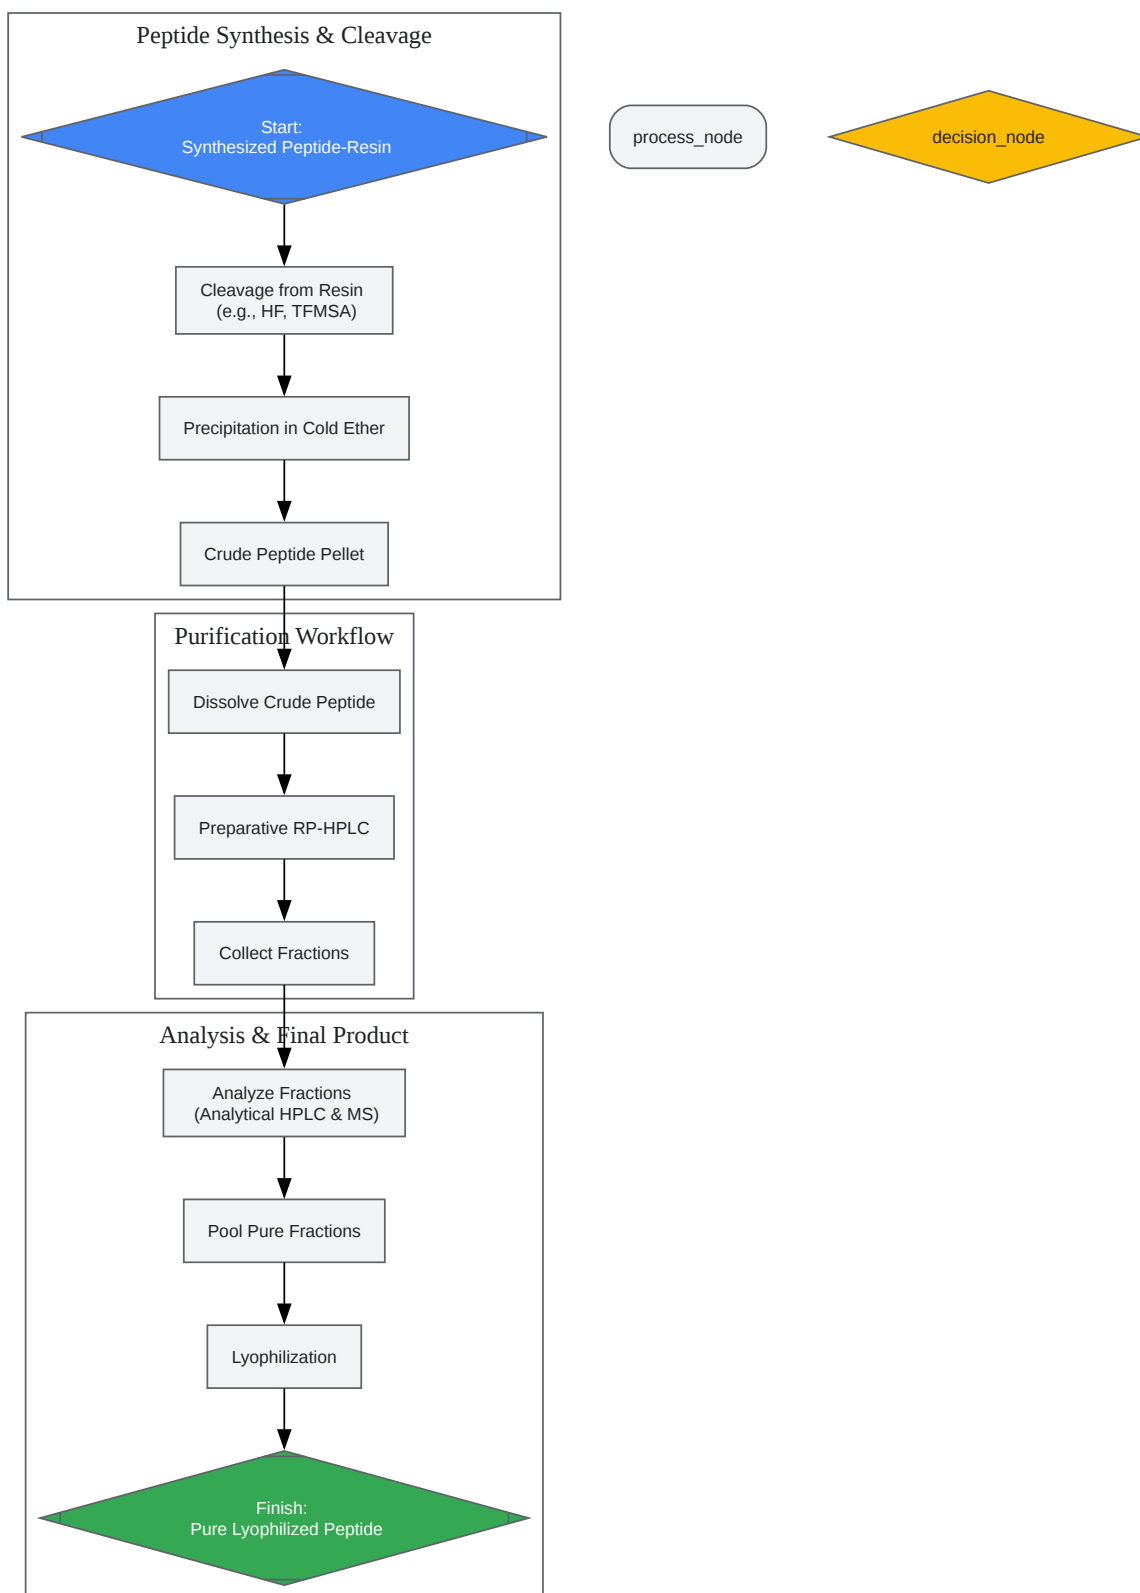 Peptide Synthesis & Cleavage
Start:
Synthesized Peptide-Resin
process_node
decision_node
Cleavage from Resin
(e.g., HF, TFMSA)
Precipitation in Cold Ether
Crude Peptide Pellet
Purification Workflow
Dissolve Crude Peptide
Preparative RP-HPLC
Collect Fractions
Analysis & Final Product
Analyze Fractions
(Analytical HPLC & MS)
Pool Pure Fractions
Lyophilization
Finish:
Pure Lyophilized Peptide